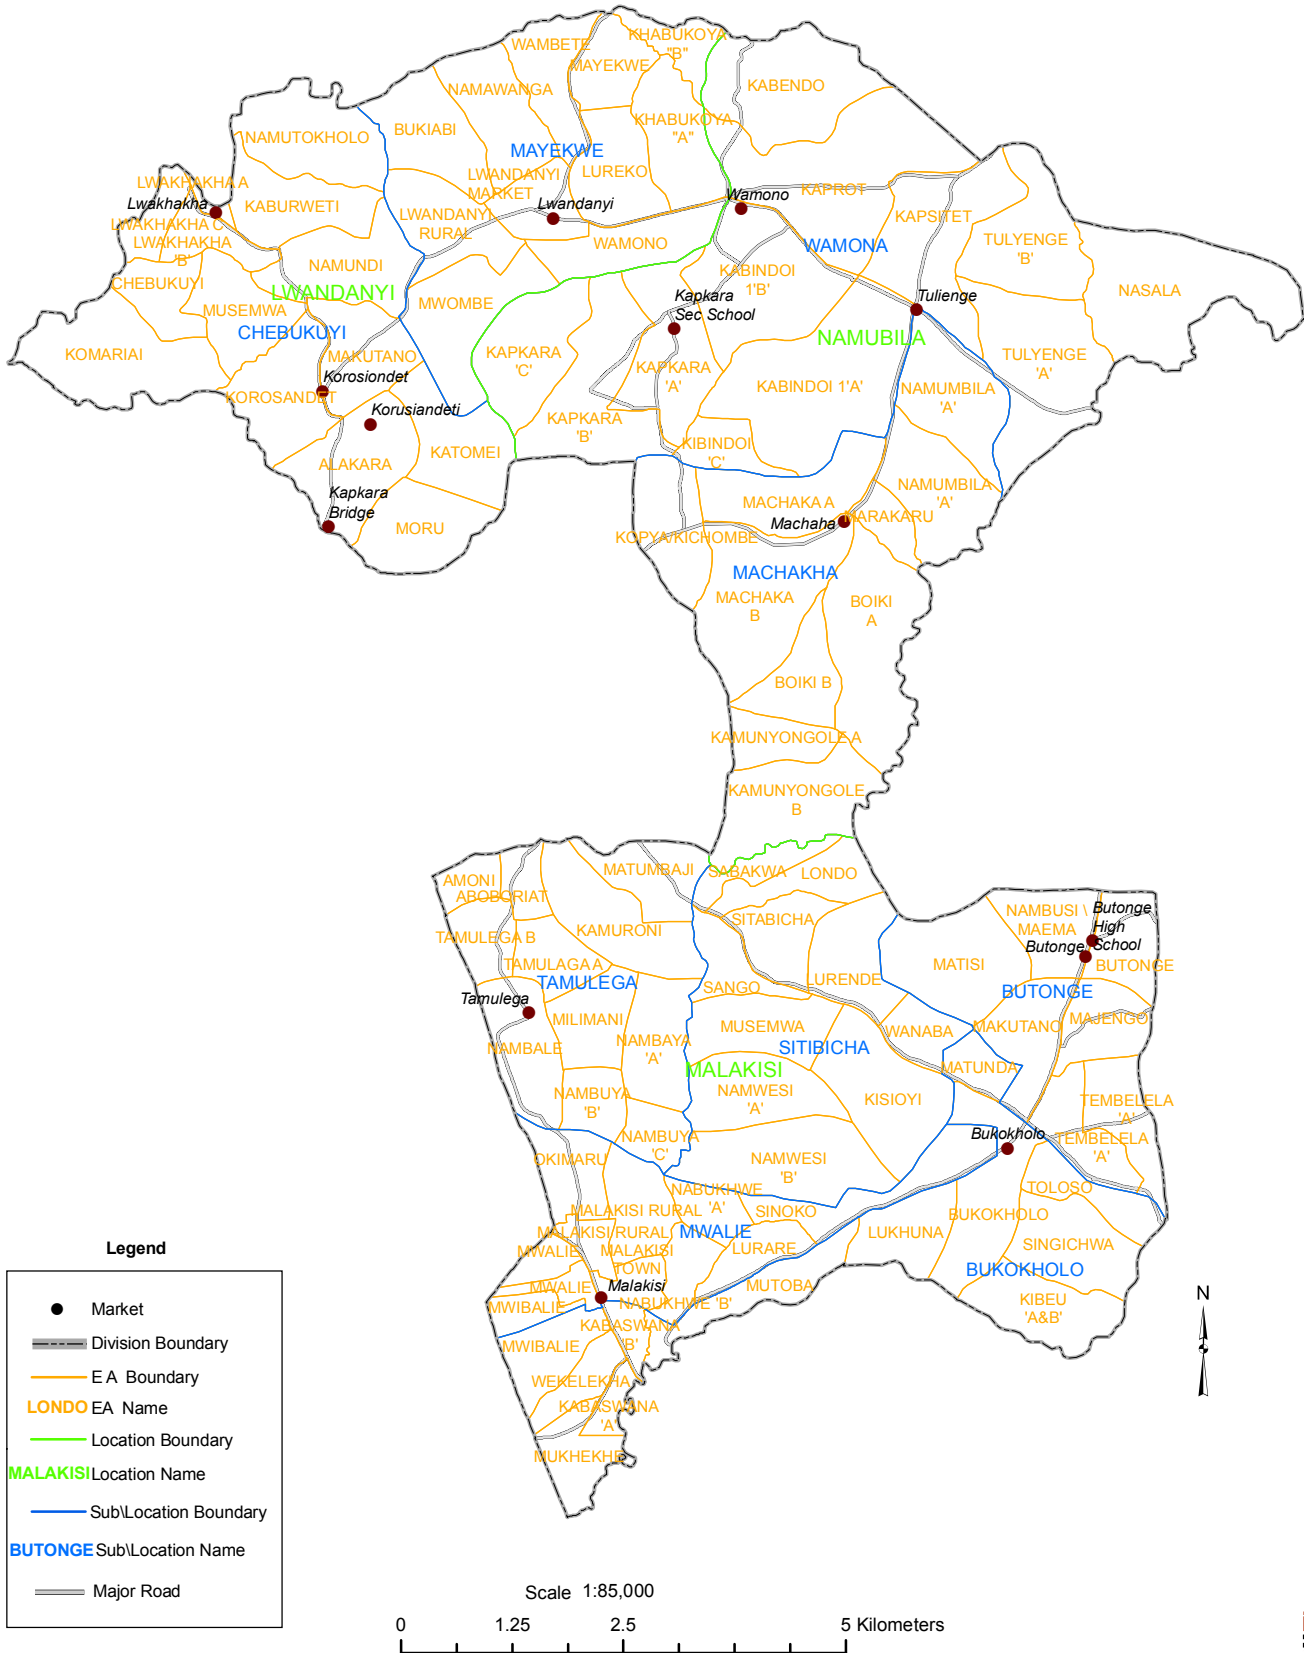 KHABUKOYA
"B"
WAMBETE
MAYEKWE
KABENDO
NAMAWANGA
KHABUKOYA
"A"
BUKIABI
NAMUTOKHOLO
MAYEKWE
LUREKO
LWANDANYI
MARKET
LWAKHAKHA A
Lwakhakha
KABURWETI
Lwandanyi
Wamono
KAPROT
LWANDANYI
RURAL
LWAKHAKHA C
LWAKHAKHA
'B'
WAMONO
KAPSITET
WAMONA
TULYENGE
'B'
NAMUNDI
CHEBUKUYI
LWANDANYI
MUSEMWA
MWOMBE
KABINDOI
1'B'
NASALA
Kapkara
Sec School
Tulienge
CHEBUKUYI
NAMUBILA
KOMARIAI
MAKUTANO
KAPKARA
'C'
KAPKARA
'A'
TULYENGE
'A'
Korosiondet
KABINDOI 1'A'
NAMUMBILA
'A'
KOROSANDET
Korusiandeti
KAPKARA
'B'
KIBINDOI
'C'
KATOMEI
ALAKARA
Kapkara
Bridge
NAMUMBILA
'A'
MACHAKA A
Machaha
MARAKARU
MORU
KOPYA/KICHOMBE
MACHAKHA
MACHAKA
B
BOIKI
A
BOIKI B
KAMUNYONGOLE A
KAMUNYONGOLE
B
MATUMBAJI
SABAKWA
LONDO
AMONI
ABOBORIAT
SITABICHA
NAMBUSI \
MAEMA
Butonge
High
School
KAMURONI
TAMULEGA B
Butonge
TAMULAGA A
MATISI
BUTONGE
TAMULEGA
SANGO
LURENDE
BUTONGE
Tamulega
MILIMANI
MUSEMWA
WANABA
MAKUTANO
MAJENGO
NAMBALE
NAMBAYA
'A'
SITIBICHA
MALAKISI
MATUNDA
NAMBUYA
'B'
NAMWESI
'A'
KISIOYI
TEMBELELA
'A'
Bukokholo
NAMBUYA
'C'
TEMBELELA
'A'
OKIMARU
NAMWESI
'B'
TOLOSO
NABUKHWE
'A'
MALAKISI RURAL
SINOKO
BUKOKHOLO
MALAKISI RURAL
MWALIE
LUKHUNA
MWALIE
MALAKISI
TOWN
LURARE
SINGICHWA
BUKOKHOLO
MWALIE
Malakisi
MUTOBA
MWIBALIE
NABUKHWE 'B'
KIBEU
'A&B'
KABASWANA
'B'
MWIBALIE
WEKELEKHA
KABASWANA
'A'
MUKHEKHE
Legend
Market
Division Boundary
E A Boundary
LONDO EA Name
Location Boundary
MALAKISI Location Name
Sub\Location Boundary
BUTONGE Sub\Location Name
Major Road
N
Scale 1:85,000
0 1.25 2.5 5 Kilometers